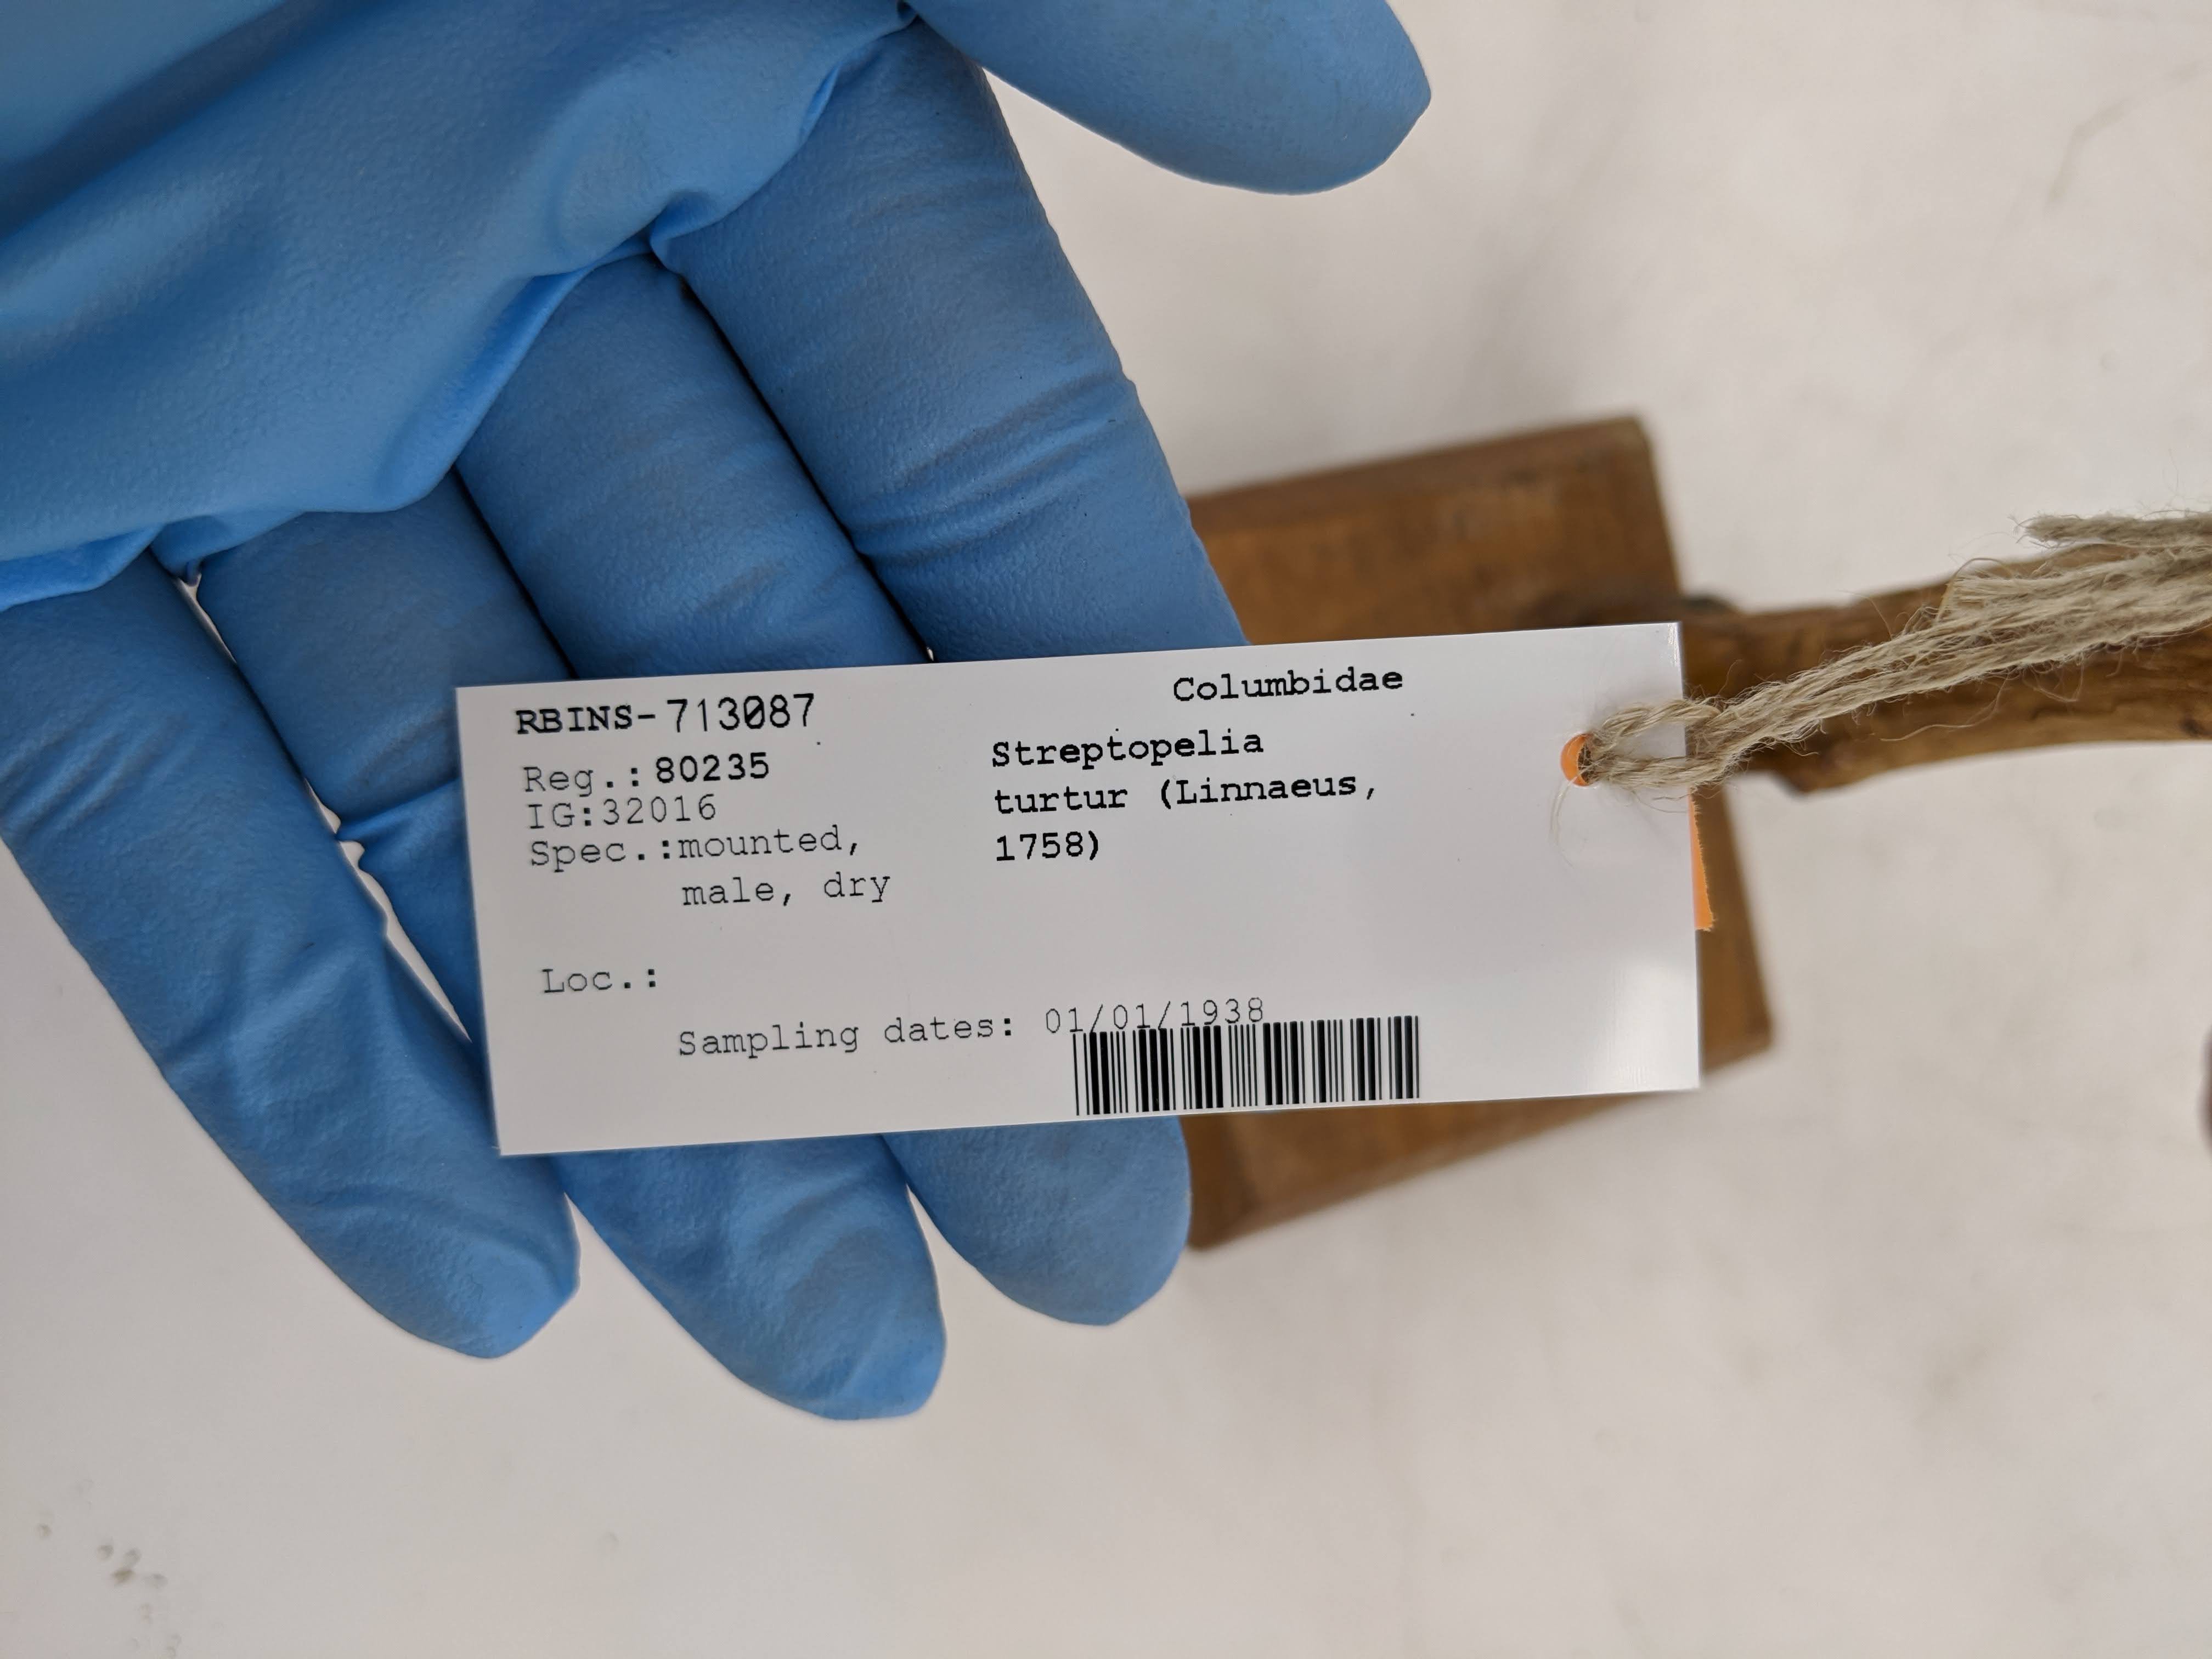 RBINS-713087
Reg.: 80235
IG:32016
Spec.:mounted,
male, dry
Columbidae
Streptopelia
turtur (Linnaeus,
1758)
Loc.:
Sampling dates: 01/01/1938